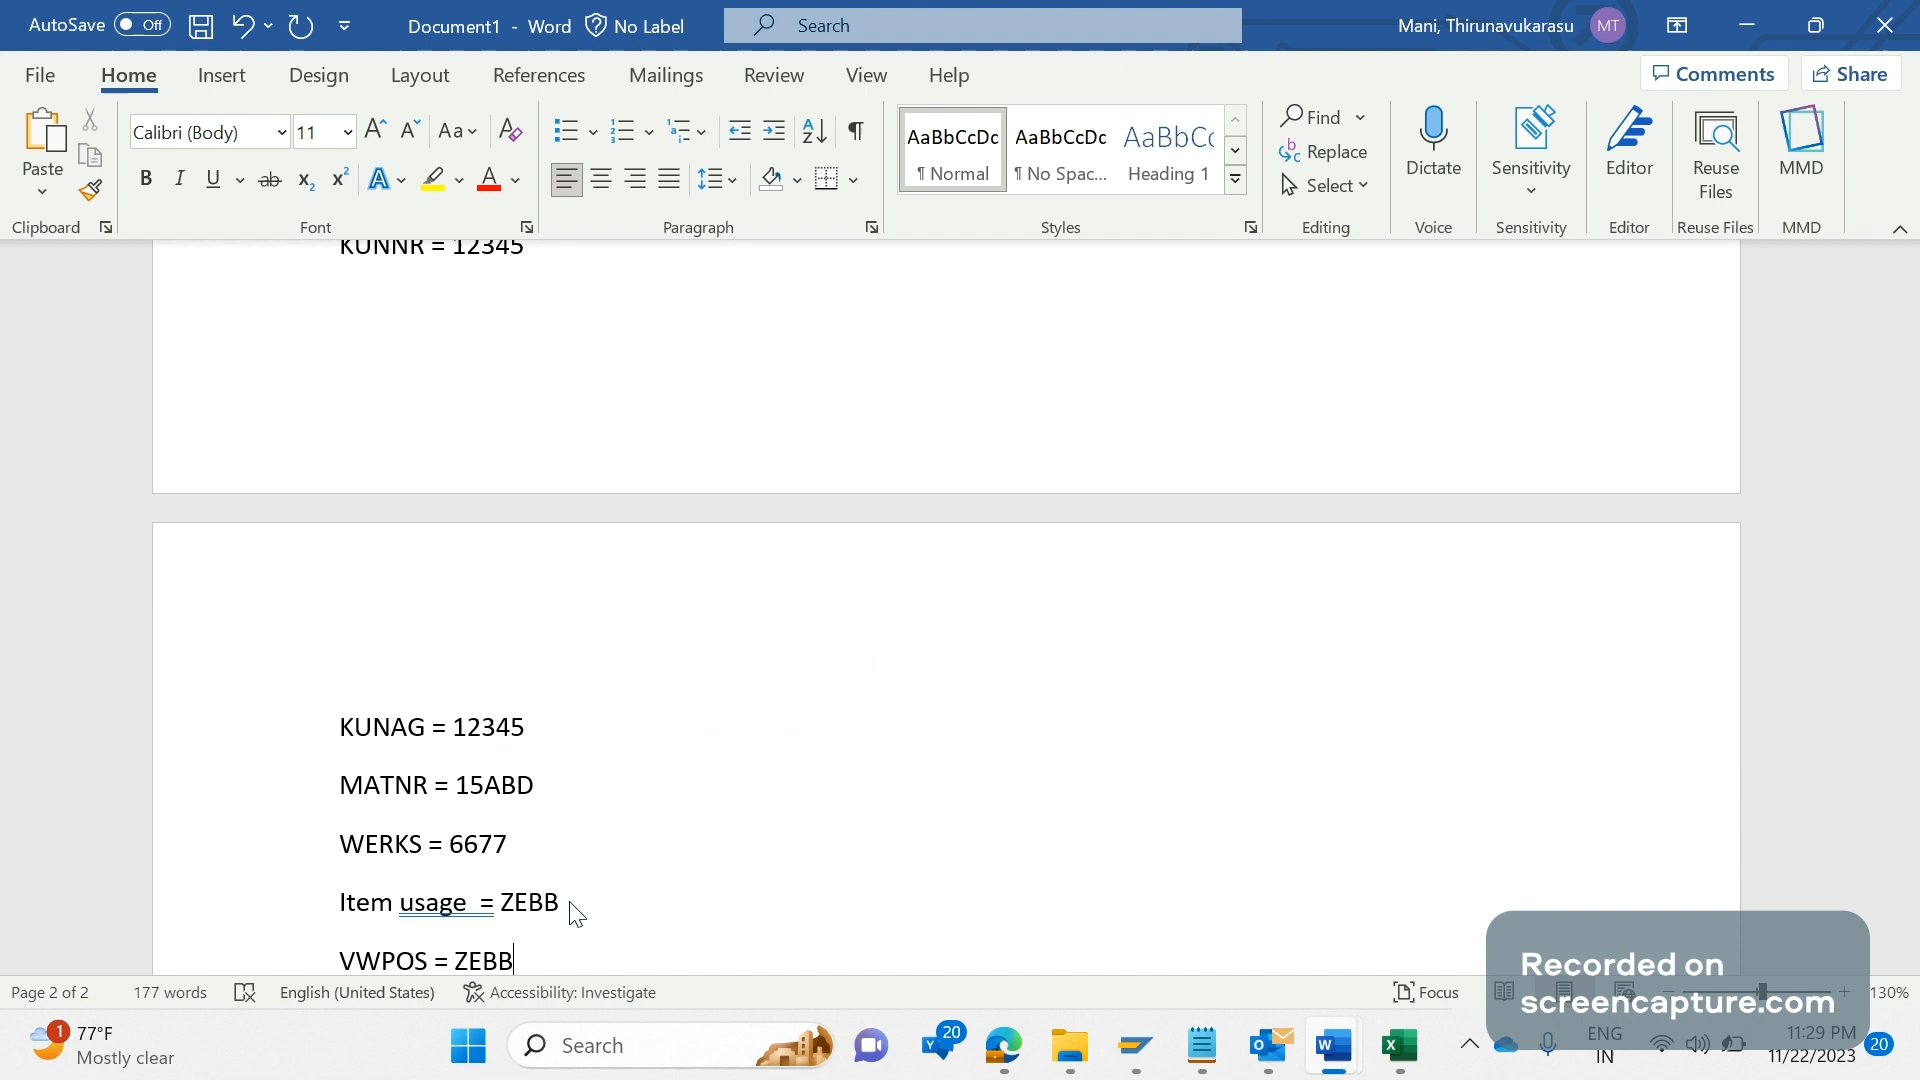 AutoSave Off Document1 - Word No Label Search Mani, Thirunavukarasu MT
File Home Insert Design Layout References Mailings Review View Help Comments Share
Paste Calibri (Body) 11 Aa AaBbCcDc AaBbCcDc AaBbCc Find Dictate Sensitivity Editor Reuse Files MMD
¶ Normal ¶ No Spac... Heading 1 Replace
Select
Clipboard Font Paragraph Styles Editing Voice Sensitivity Editor Reuse Files MMD
KUNNR = 12345
KUNAG = 12345
MATNR = 15ABD
WERKS = 6677
Item usage = ZEBB
VWPOS = ZEBB
Recorded on
screencapture.com
Page 2 of 2 177 words English (United States) Accessibility: Investigate Focus 130%
1 77°F
Mostly clear
Search
20
ENG
IN
11:29 PM
11/22/2023
20